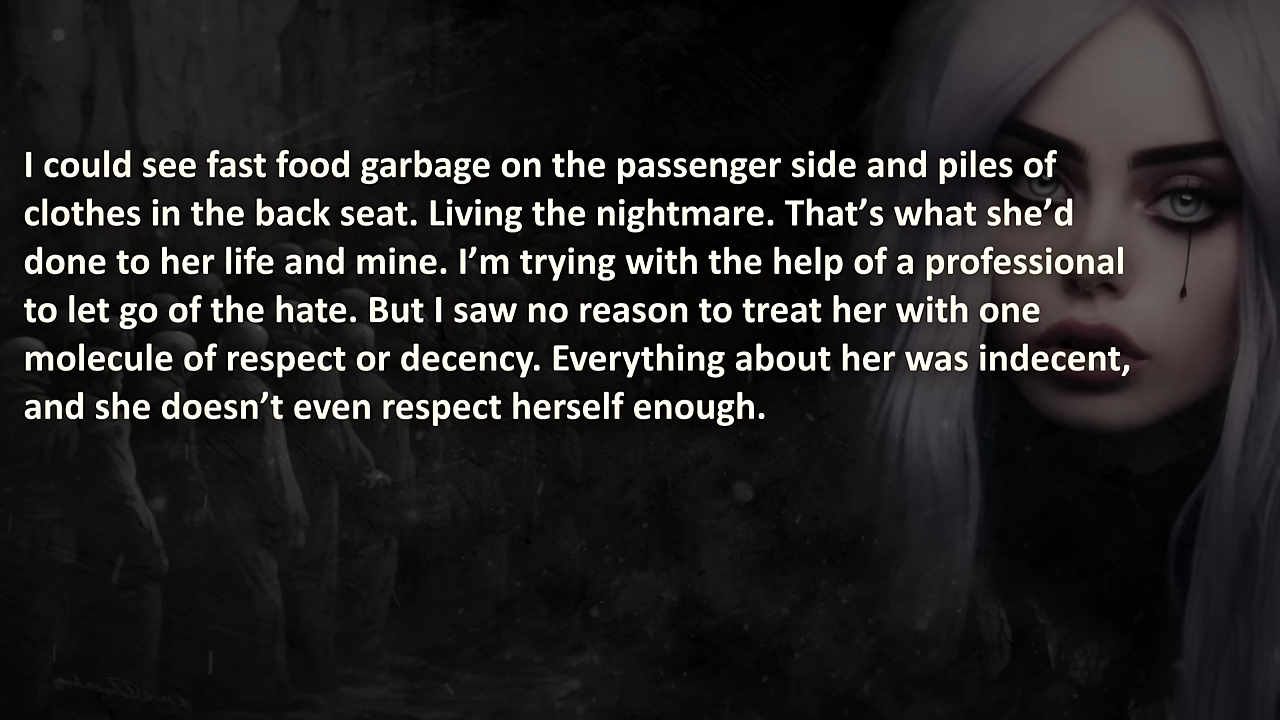 I could see fast food garbage on the passenger side and piles of
clothes in the back seat. Living the nightmare. That’s what she’d
done to her life and mine. I’m trying with the help of a professional
to let go of the hate. But I saw no reason to treat her with one
molecule of respect or decency. Everything about her was indecent,
and she doesn’t even respect herself enough.